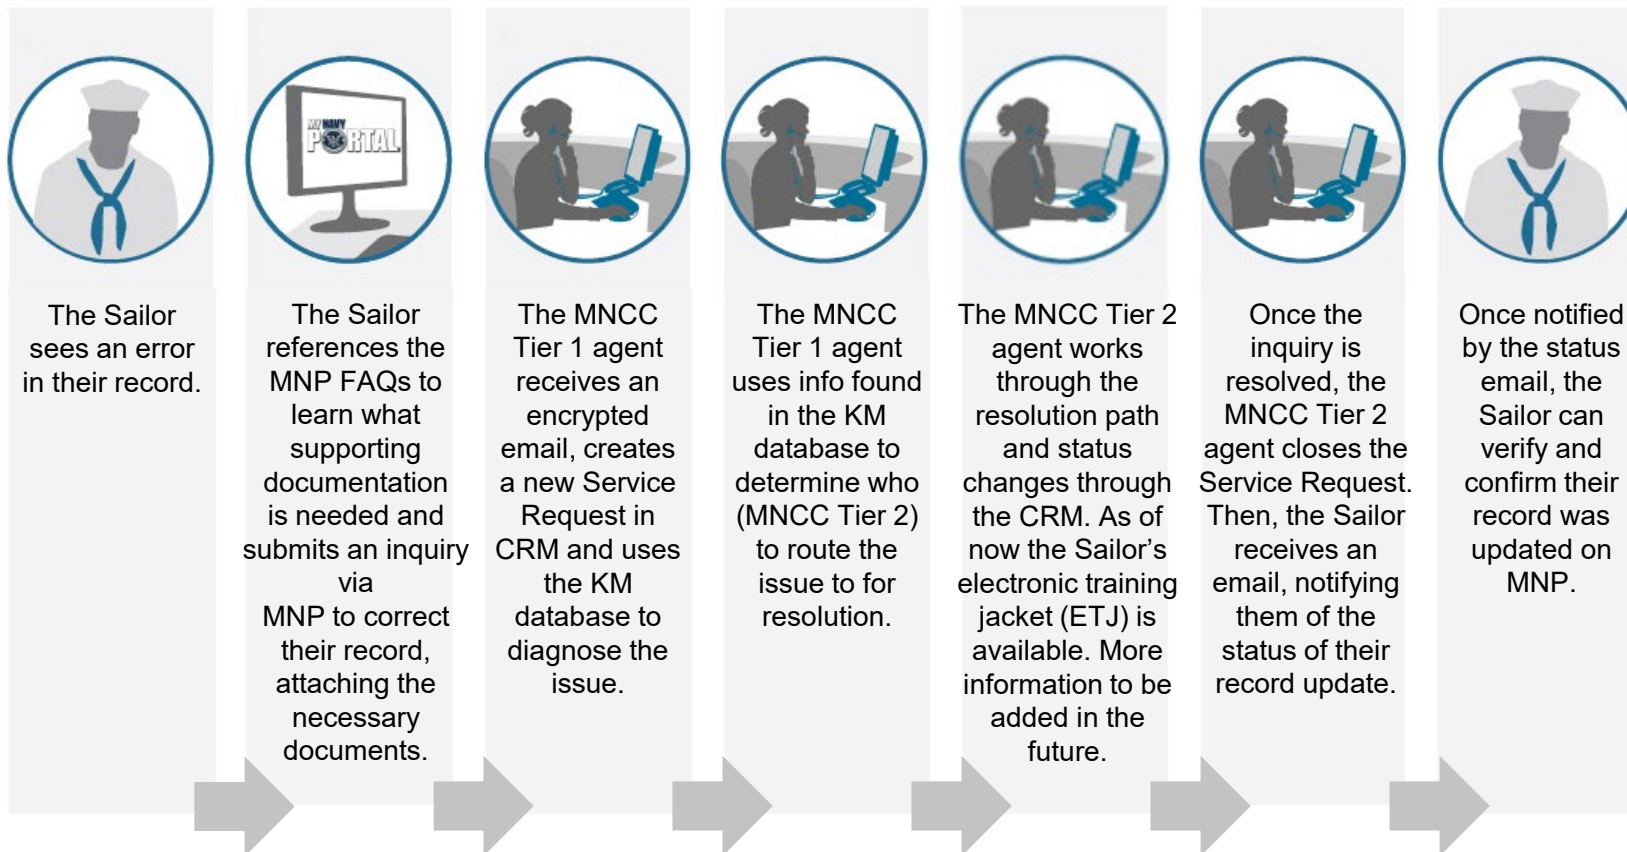 MY NAVY
PORTAL
The Sailor
sees an error
in their record.
The Sailor
references the
MNP FAQs to
learn what
supporting
documentation
is needed and
submits an inquiry
via
MNP to correct
their record,
attaching the
necessary
documents.
The MNCC
Tier 1 agent
receives an
encrypted
email, creates
a new Service
Request in
CRM and uses
the KM
database to
diagnose the
issue.
The MNCC
Tier 1 agent
uses info found
in the KM
database to
determine who
(MNCC Tier 2)
to route the
issue to for
resolution.
The MNCC Tier 2
agent works
through the
resolution path
and status
changes through
the CRM. As of
now the Sailor’s
electronic training
jacket (ETJ) is
available. More
information to be
added in the
future.
Once the
inquiry is
resolved, the
MNCC Tier 2
agent closes the
Service Request.
Then, the Sailor
receives an
email, notifying
them of the
status of their
record update.
Once notified
by the status
email, the
Sailor can
verify and
confirm their
record was
updated on
MNP.